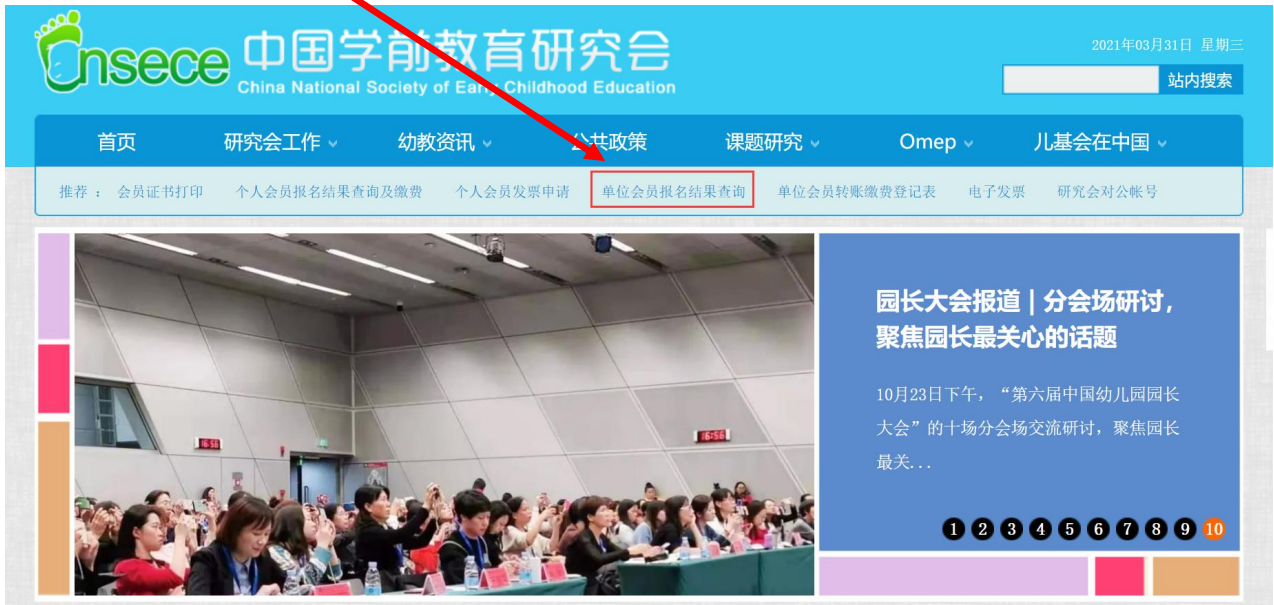 Cnsece 中国学前教育研究会
China National Society of Early Childhood Education
2021年03月31日 星期三
站内搜索
首页 研究会工作 幼教资讯 公共政策 课题研究 Omep 儿基会在中国
推荐： 会员证书打印 个人会员报名结果查询及缴费 个人会员发票申请 单位会员报名结果查询 单位会员转账缴费登记表 电子发票 研究会对公帐号
园长大会报道 | 分会场研讨，
聚焦园长最关心的话题
10月23日下午，“第六届中国幼儿园园长
大会”的十场分会场交流研讨，聚焦园长
最关...
16:56
16:56
1 2 3 4 5 6 7 8 9 10